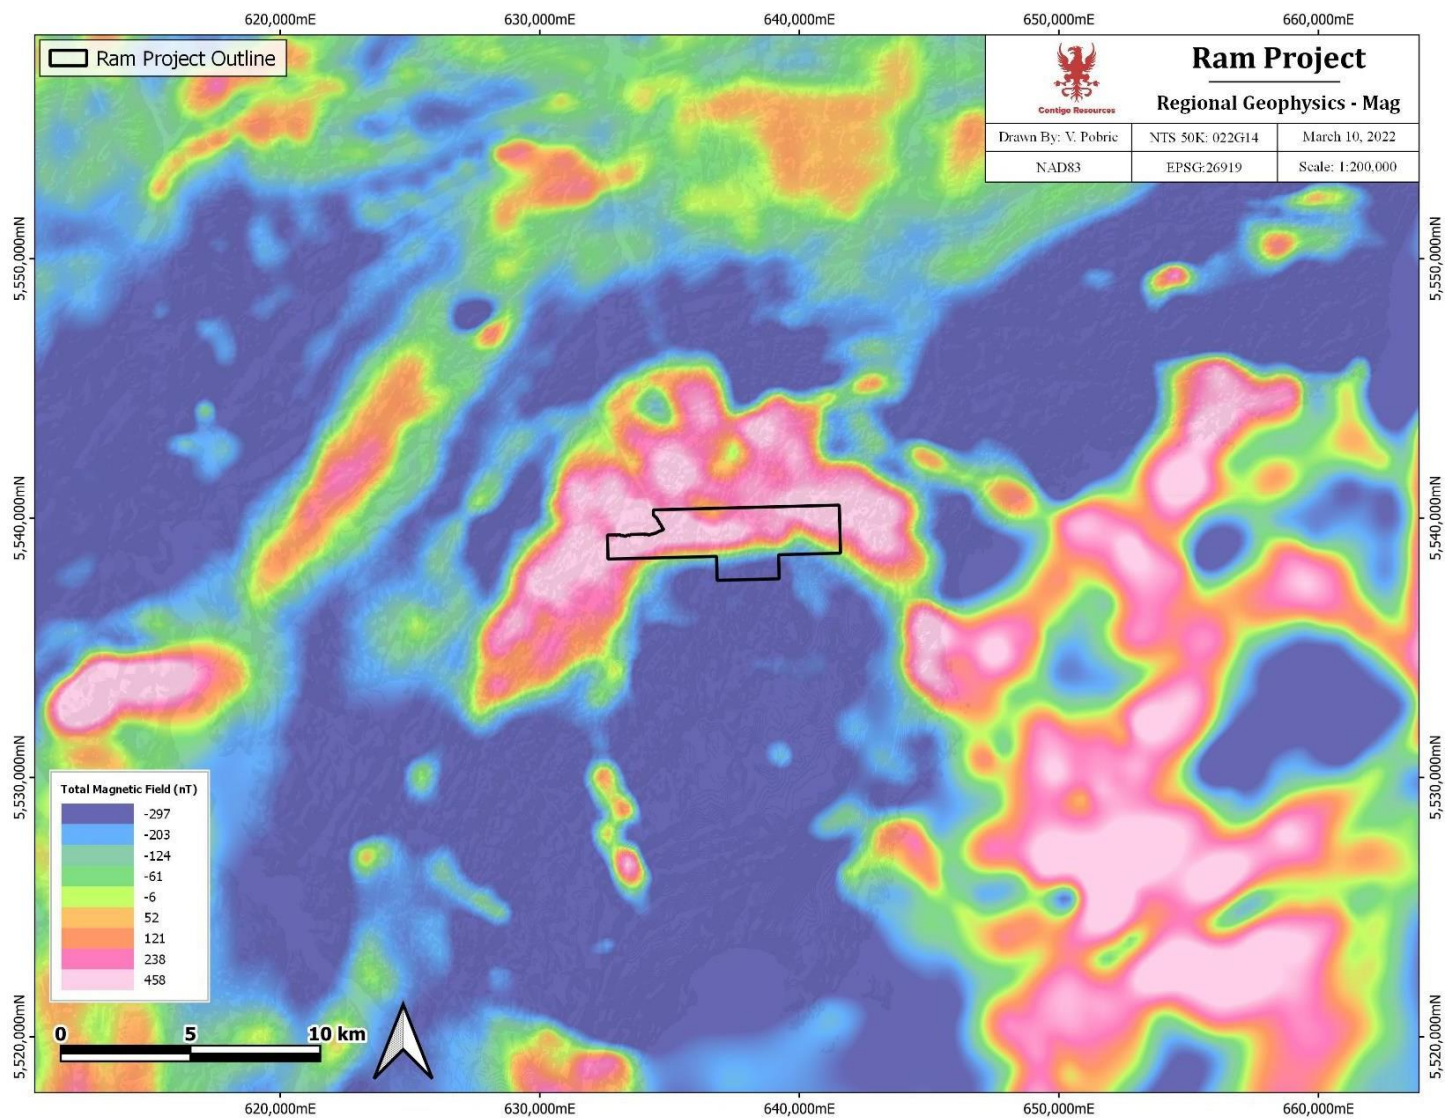 620,000mE
630,000mE
640,000mE
650,000mE
660,000mE
Ram Project Outline
Contigo Resources
Ram Project
Regional Geophysics - Mag
Drawn By: V. Pobric
NTS 50K: 022G14
March 10, 2022
NAD83
EPSG:26919
Scale: 1:200,000
5,550,000mN
5,550,000mN
5,540,000mN
5,540,000mN
5,530,000mN
5,530,000mN
5,520,000mN
5,520,000mN
Total Magnetic Field (nT)
-297
-203
-124
-61
-6
52
121
238
458
0
5
10 km
620,000mE
630,000mE
640,000mE
650,000mE
660,000mE